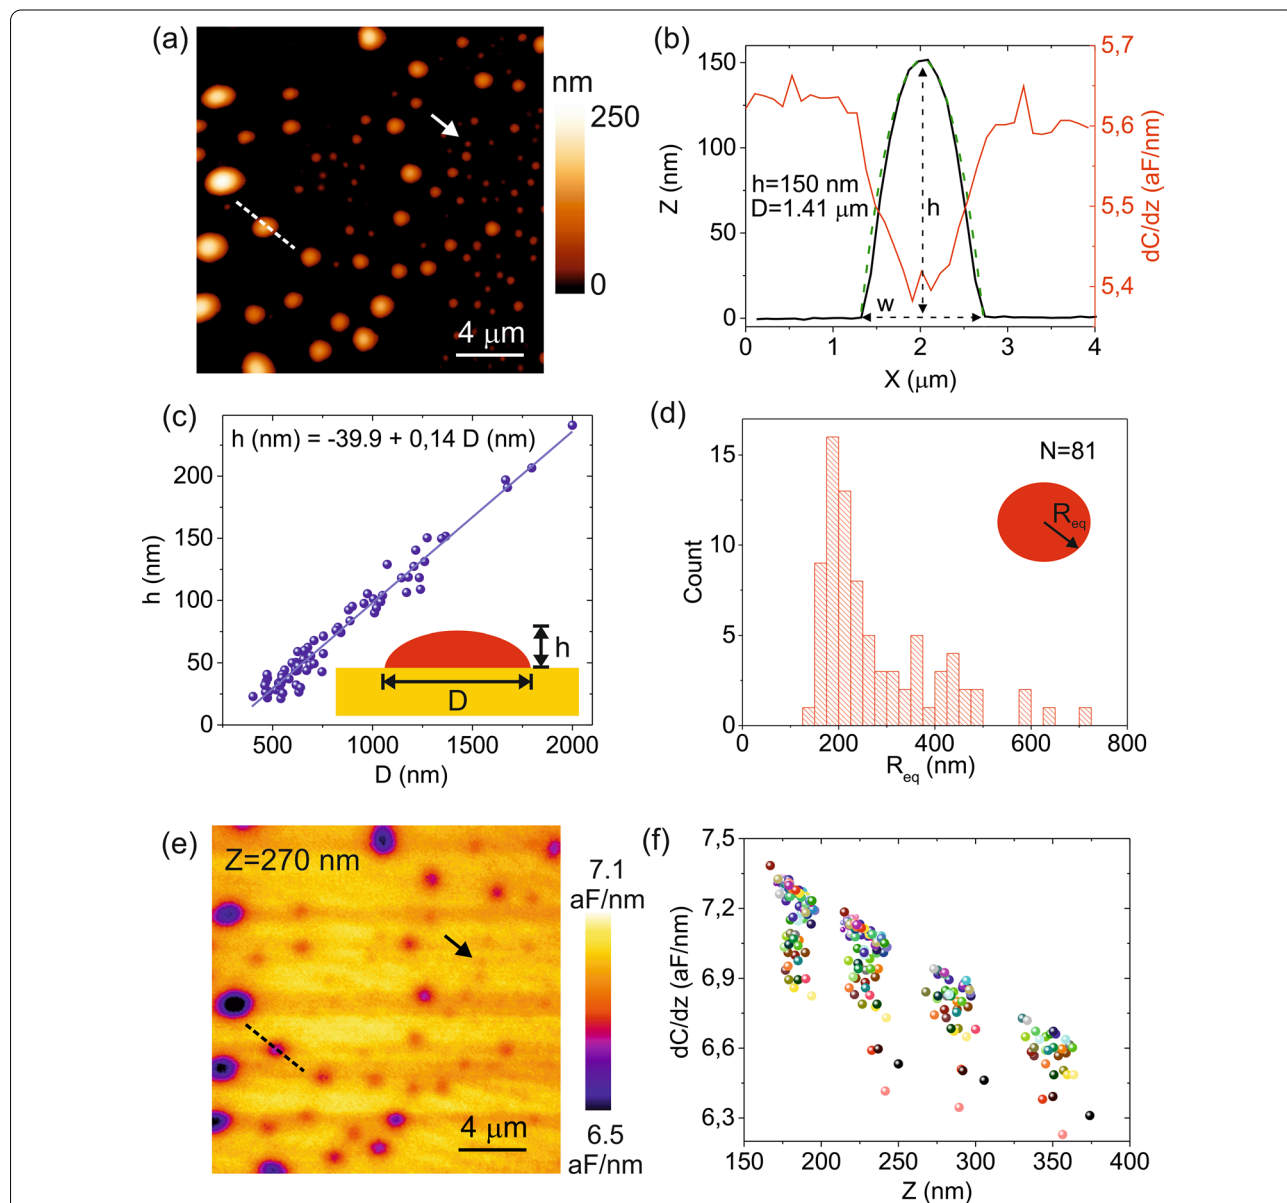 (a)
nm
250
0
4 μm
(b)
Z (nm)
150
100
50
0
h=150 nm
D=1.41 μm
h
w
0 1 2 3 4
X (μm)
5,7
5,6
5,5
5,4
dC/dz (aF/nm)
(c)
h (nm) = -39.9 + 0,14 D (nm)
h (nm)
200
150
100
50
25
0
h
D
500 1000 1500 2000
D (nm)
(d)
Count
15
10
5
0
N=81
Req
0 200 400 600 800
Req (nm)
(e)
Z=270 nm
4 μm
7.1
aF/nm
6.5
aF/nm
(f)
dC/dz (aF/nm)
7,5
7,2
6,9
6,6
6,3
150 200 250 300 350 400
Z (nm)